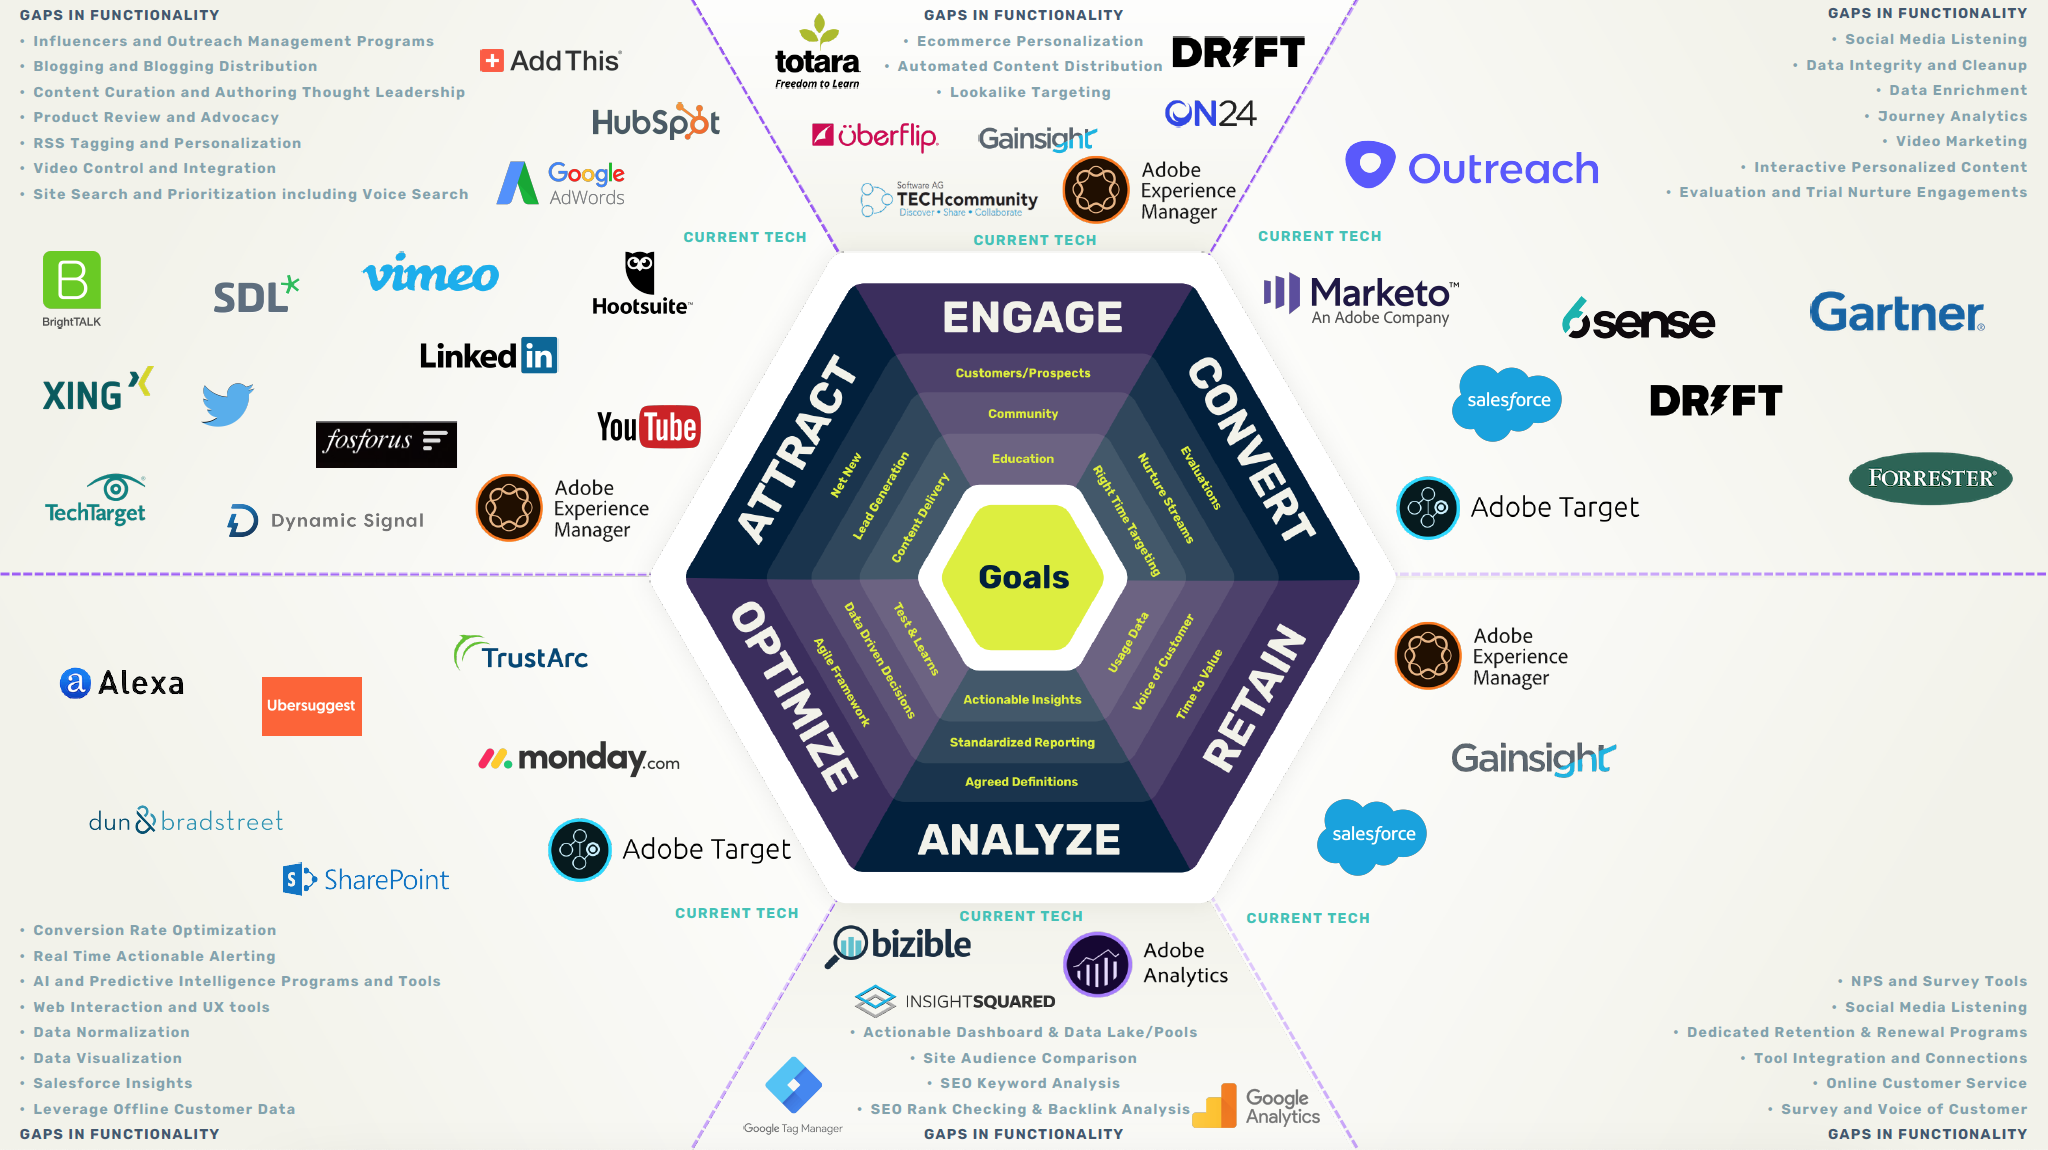 GAPS IN FUNCTIONALITY
• Influencers and Outreach Management Programs
• Blogging and Blogging Distribution
• Content Curation and Authoring Thought Leadership
• Product Review and Advocacy
• RSS Tagging and Personalization
• Video Control and Integration
• Site Search and Prioritization including Voice Search
AddThis®
HubSpot
Google
AdWords
CURRENT TECH
B
BrightTALK
SDL*
vimeo
Hootsuite™
Linked in
XING
fosforus
YouTube
TechTarget
Dynamic Signal
Adobe
Experience
Manager
GAPS IN FUNCTIONALITY
• Ecommerce Personalization
• Automated Content Distribution
• Lookalike Targeting
totara
Freedom to Learn
DRIFT
ON24
überflip.
Gainsight
Software AG
TECHcommunity
Discover • Share • Collaborate
Adobe
Experience
Manager
CURRENT TECH
GAPS IN FUNCTIONALITY
• Social Media Listening
• Data Integrity and Cleanup
• Data Enrichment
• Journey Analytics
• Video Marketing
• Interactive Personalized Content
• Evaluation and Trial Nurture Engagements
Outreach
CURRENT TECH
Marketo™
An Adobe Company
6sense
Gartner®
salesforce
DRIFT
FORRESTER®
Adobe Target
ENGAGE
Customers/Prospects
Community
Education
ATTRACT
Net New
Lead Generation
Content Delivery
CONVERT
Evaluations
Nurture Streams
Right Time Targeting
Goals
OPTIMIZE
Test & Learns
Data Driven Decisions
Agile Framework
RETAIN
Usage Data
Voice of Customer
Time to Value
Actionable Insights
Standardized Reporting
Agreed Definitions
ANALYZE
a Alexa
Ubersuggest
TrustArc
monday.com
dun & bradstreet
S SharePoint
Adobe Target
CURRENT TECH
• Conversion Rate Optimization
• Real Time Actionable Alerting
• AI and Predictive Intelligence Programs and Tools
• Web Interaction and UX tools
• Data Normalization
• Data Visualization
• Salesforce Insights
• Leverage Offline Customer Data
GAPS IN FUNCTIONALITY
CURRENT TECH
bizible
Adobe
Analytics
INSIGHTSQUARED
• Actionable Dashboard & Data Lake/Pools
• Site Audience Comparison
• SEO Keyword Analysis
• SEO Rank Checking & Backlink Analysis
Google Tag Manager
Google
Analytics
GAPS IN FUNCTIONALITY
Adobe
Experience
Manager
Gainsight
salesforce
CURRENT TECH
• NPS and Survey Tools
• Social Media Listening
• Dedicated Retention & Renewal Programs
• Tool Integration and Connections
• Online Customer Service
• Survey and Voice of Customer
GAPS IN FUNCTIONALITY